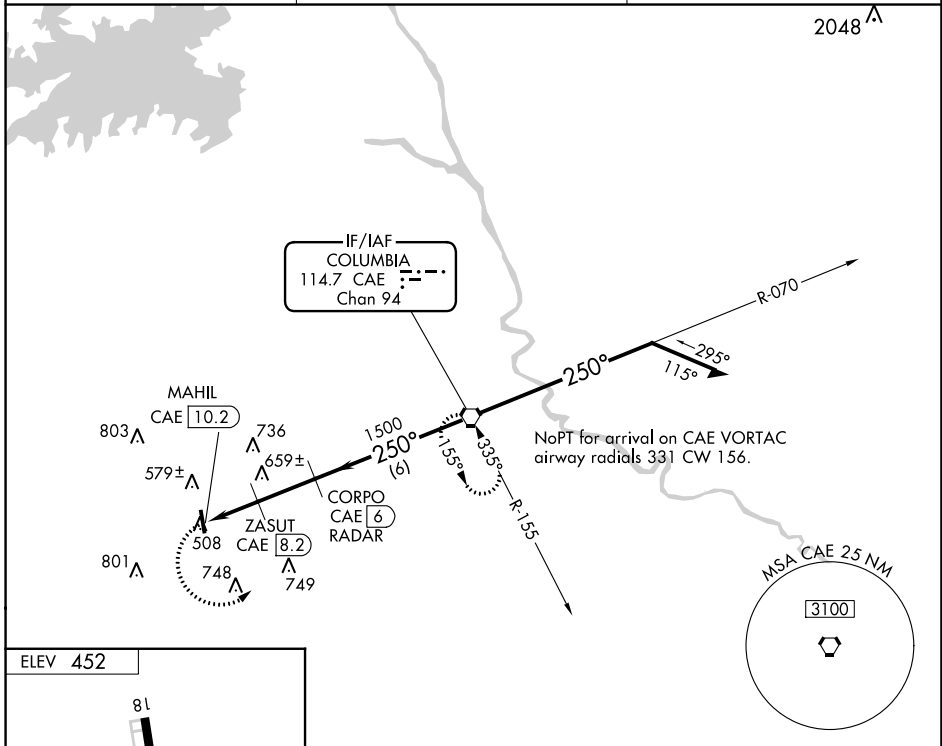 2048
IF/IAF
COLUMBIA
114.7 CAE
Chan 94
R-070
295°
115°
250°
MAHIL
CAE 10.2
803
736
1500
250°
(6)
NoPT for arrival on CAE VORTAC
airway radials 331 CW 156.
659±
579±
155°
335°
CORPO
CAE 6
RADAR
R-155
ZASUT
CAE 8.2
508
801
748
749
MSA CAE 25 NM
3100
ELEV 452
18